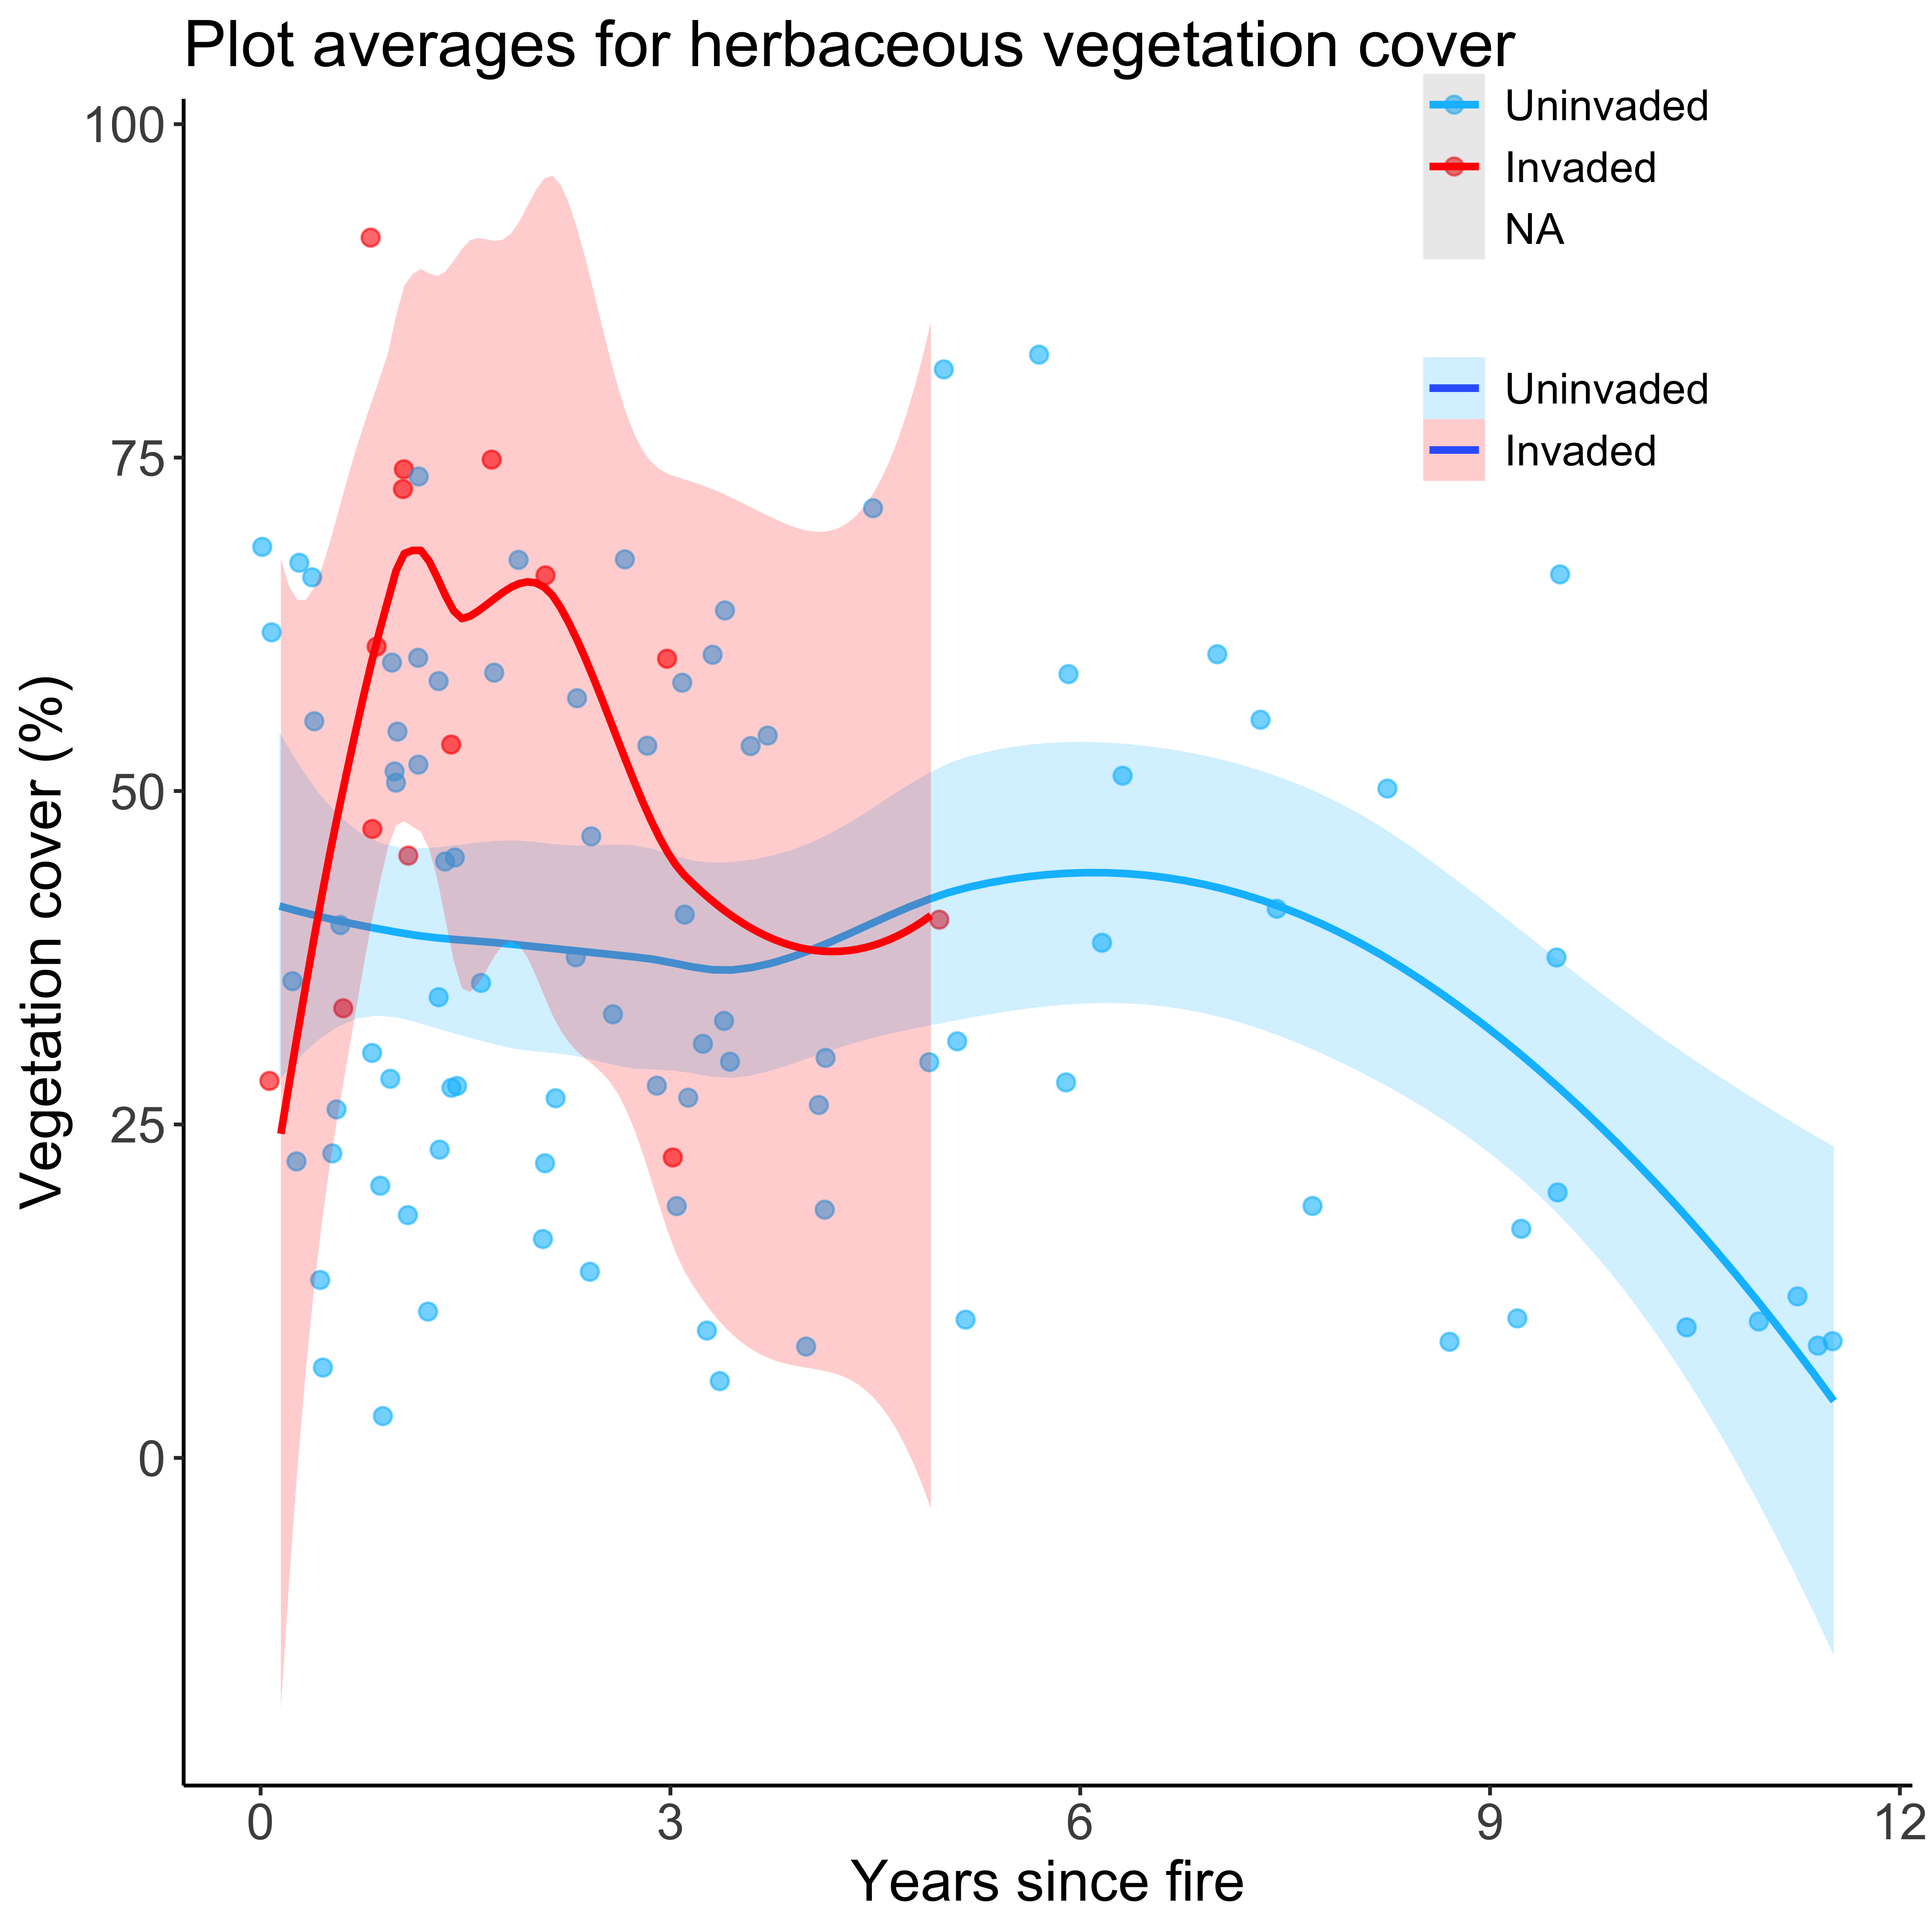 Plot averages for herbaceous vegetation cover
Uninvaded
Invaded
NA
Uninvaded
Invaded
Vegetation cover (%)
100
75
50
25
0
0 3 6 9 12
Years since fire